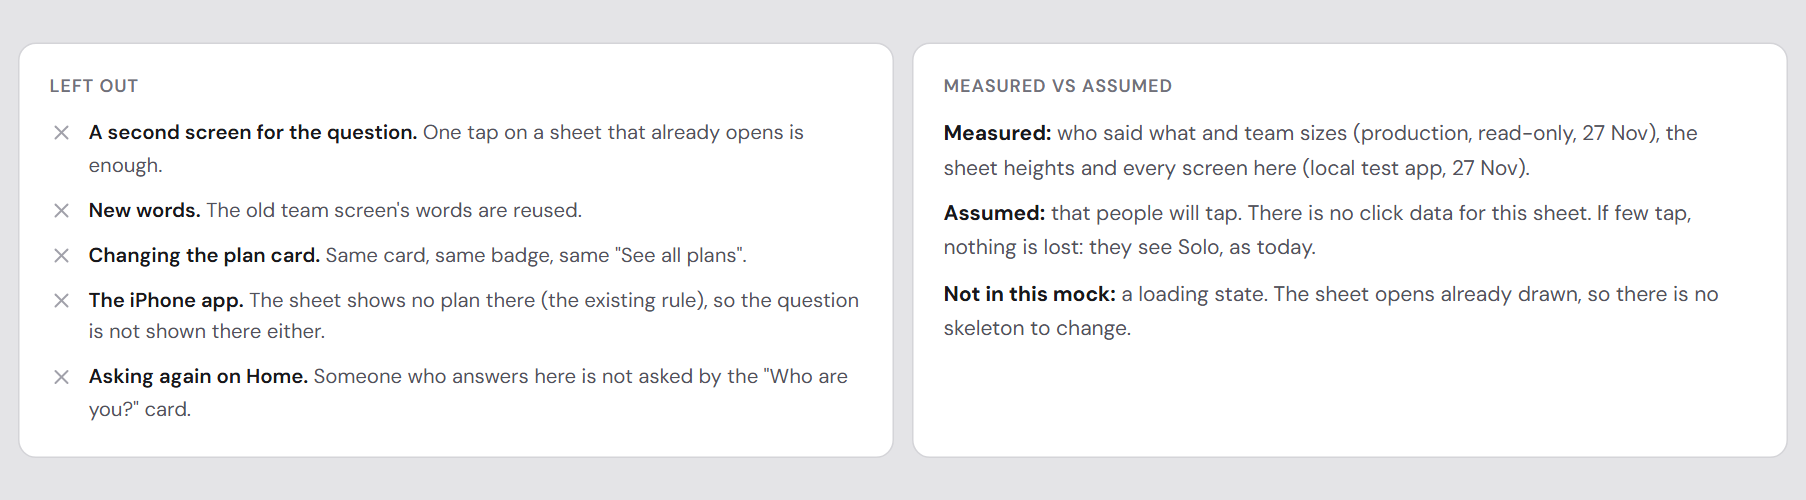 LEFT OUT
A second screen for the question. One tap on a sheet that already opens is
enough.
New words. The old team screen's words are reused.
Changing the plan card. Same card, same badge, same "See all plans".
The iPhone app. The sheet shows no plan there (the existing rule), so the question
is not shown there either.
Asking again on Home. Someone who answers here is not asked by the "Who are
you?" card.
MEASURED VS ASSUMED
Measured: who said what and team sizes (production, read-only, 27 Nov), the
sheet heights and every screen here (local test app, 27 Nov).
Assumed: that people will tap. There is no click data for this sheet. If few tap,
nothing is lost: they see Solo, as today.
Not in this mock: a loading state. The sheet opens already drawn, so there is no
skeleton to change.